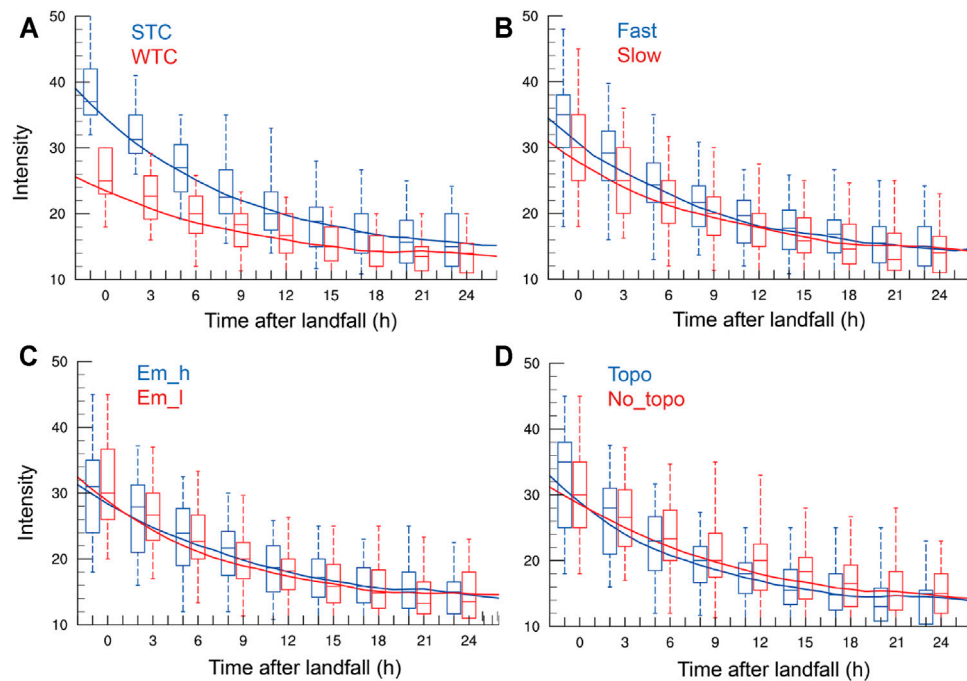 A
STC
WTC
50
40
30
20
10
Intensity
0 3 6 9 12 15 18 21 24
Time after landfall (h)
B
Fast
Slow
50
40
30
20
10
0 3 6 9 12 15 18 21 24
Time after landfall (h)
C
Em_h
Em_l
50
40
30
20
10
Intensity
0 3 6 9 12 15 18 21 24
Time after landfall (h)
D
Topo
No_topo
50
40
30
20
10
0 3 6 9 12 15 18 21 24
Time after landfall (h)